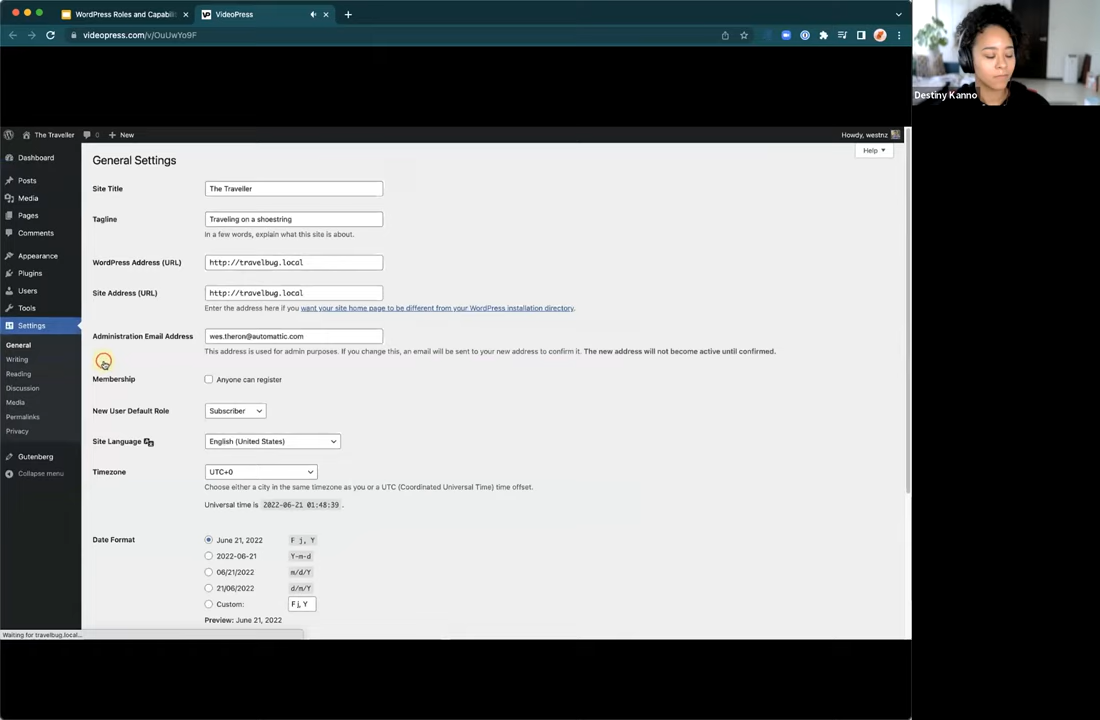 WordPress Roles and Capabili
VideoPress
videopress.com/v/OuUwYo9F
Destiny Kanno
The Traveller
0
New
Howdy, westnz
Help
Dashboard
Posts
Media
Pages
Comments
Appearance
Plugins
Users
Tools
Settings
General
Writing
Reading
Discussion
Media
Permalinks
Privacy
Gutenberg
Collapse menu
General Settings
Site Title
The Traveller
Tagline
Traveling on a shoestring
In a few words, explain what this site is about.
WordPress Address (URL)
http://travelbug.local
Site Address (URL)
http://travelbug.local
Enter the address here if you want your site home page to be different from your WordPress installation directory.
Administration Email Address
wes.theron@automattic.com
This address is used for admin purposes. If you change this, an email will be sent to your new address to confirm it. The new address will not become active until confirmed.
Membership
Anyone can register
New User Default Role
Subscriber
Site Language
English (United States)
Timezone
UTC+0
Choose either a city in the same timezone as you or a UTC (Coordinated Universal Time) time offset.
Universal time is 2022-06-21 01:48:39 .
Date Format
June 21, 2022
F j, Y
2022-06-21
Y-m-d
06/21/2022
m/d/Y
21/06/2022
d/m/Y
Custom:
F j, Y
Preview: June 21, 2022
Waiting for travelbug.local...